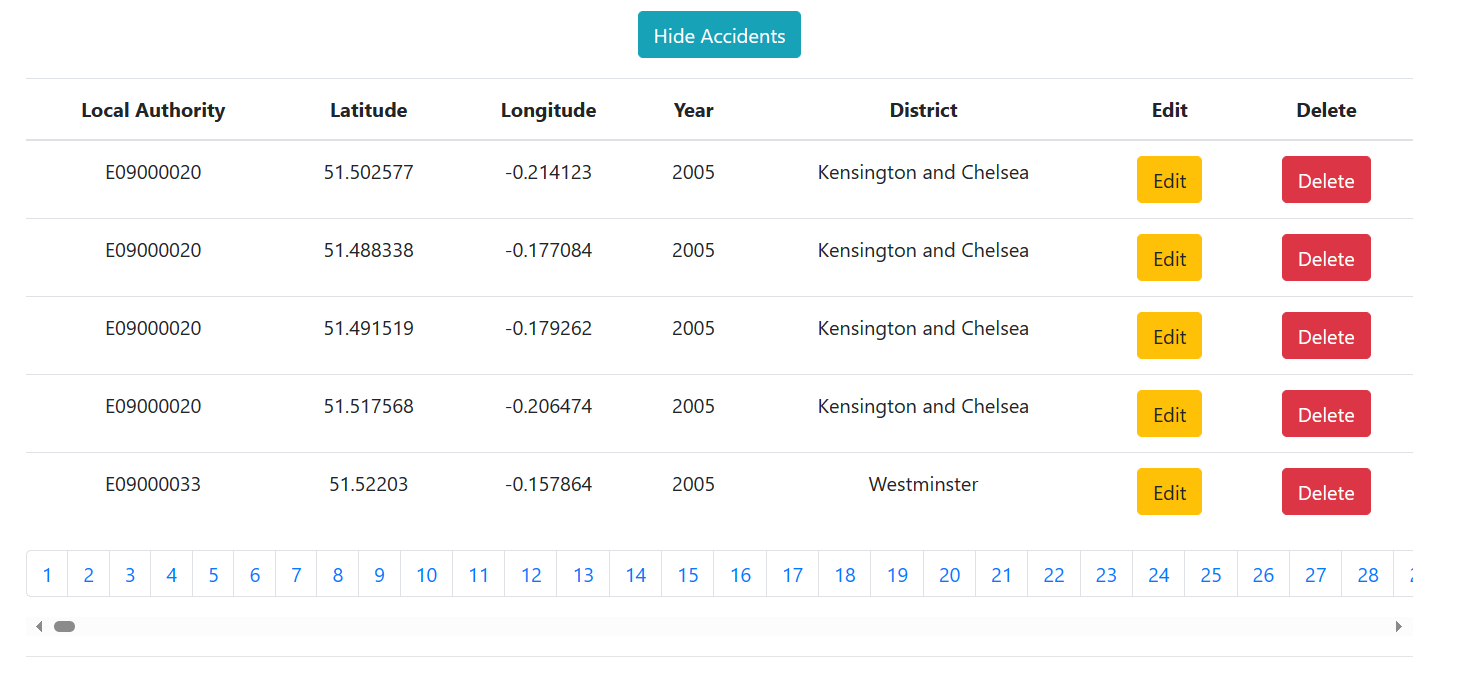 Hide Accidents
Local Authority Latitude Longitude Year District Edit Delete
E09000020 51.502577 -0.214123 2005 Kensington and Chelsea Edit Delete
E09000020 51.488338 -0.177084 2005 Kensington and Chelsea Edit Delete
E09000020 51.491519 -0.179262 2005 Kensington and Chelsea Edit Delete
E09000020 51.517568 -0.206474 2005 Kensington and Chelsea Edit Delete
E09000033 51.52203 -0.157864 2005 Westminster Edit Delete
1 2 3 4 5 6 7 8 9 10 11 12 13 14 15 16 17 18 19 20 21 22 23 24 25 26 27 28